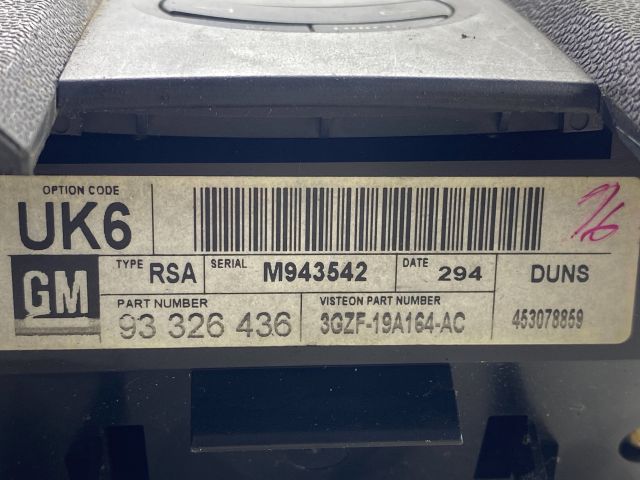 OPTION CODE
UK6
76
GM
TYPE RSA
SERIAL M943542
DATE 294
DUNS
PART NUMBER
93 326 436
VISTEON PART NUMBER
3GZF-19A164-AC
453078859